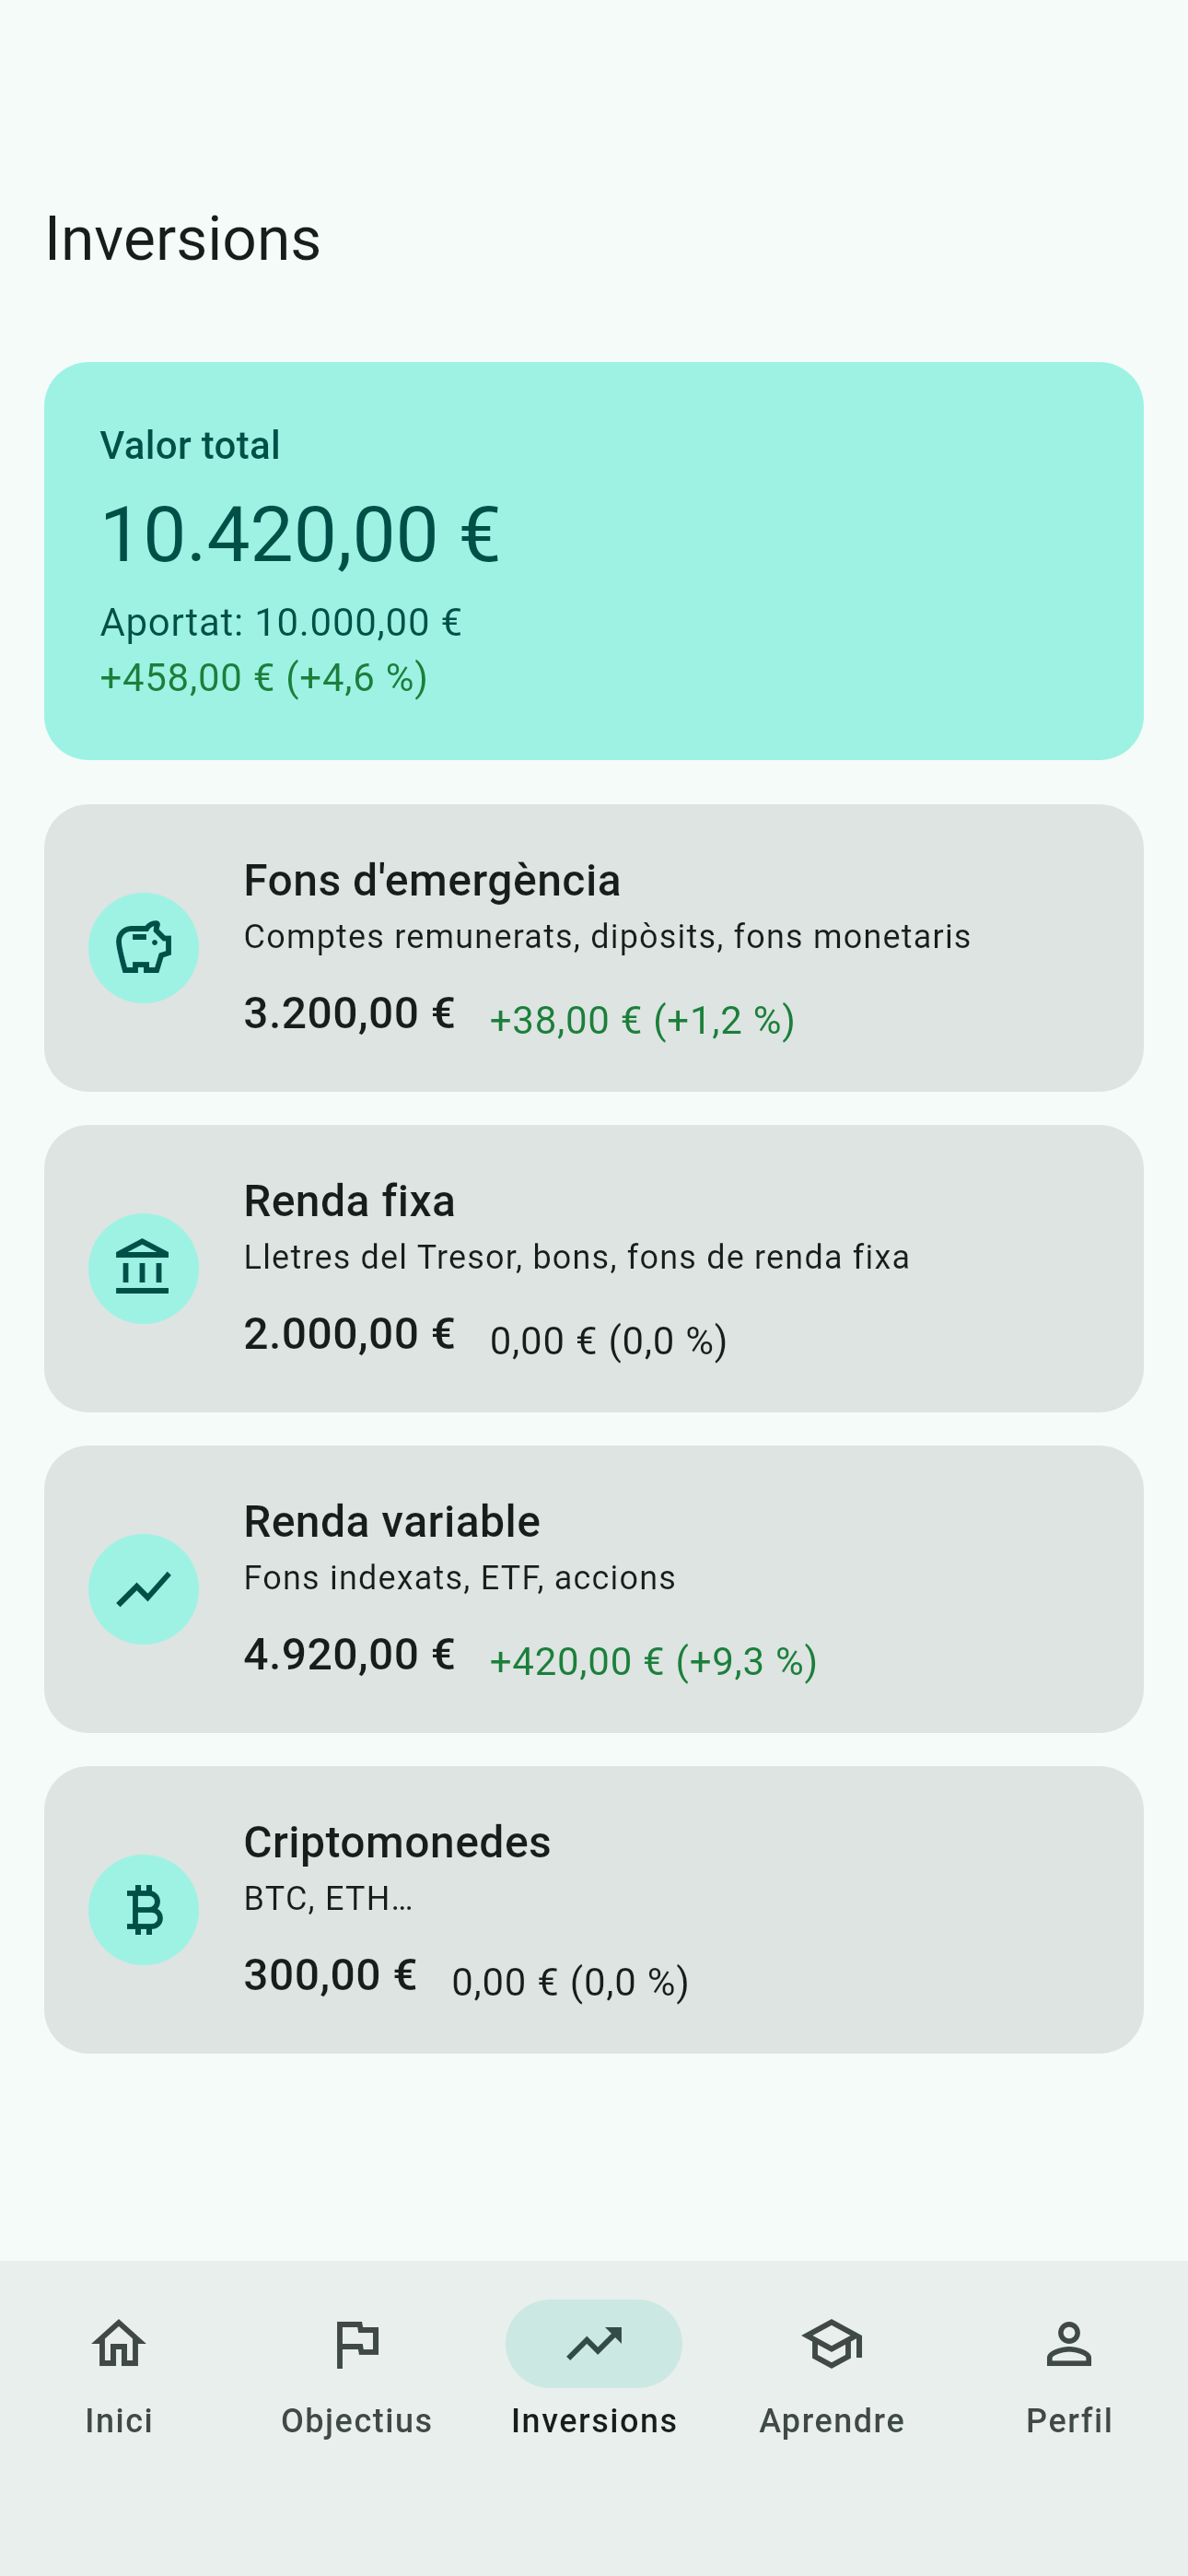 Inversions
Valor total
10.420,00 €
Aportat: 10.000,00 €
+458,00 € (+4,6 %)
Fons d'emergència
Comptes remunerats, dipòsits, fons monetaris
3.200,00 € +38,00 € (+1,2 %)
Renda fixa
Lletres del Tresor, bons, fons de renda fixa
2.000,00 € 0,00 € (0,0 %)
Renda variable
Fons indexats, ETF, accions
4.920,00 € +420,00 € (+9,3 %)
Criptomonedes
BTC, ETH…
300,00 € 0,00 € (0,0 %)
Inici Objectius Inversions Aprendre Perfil